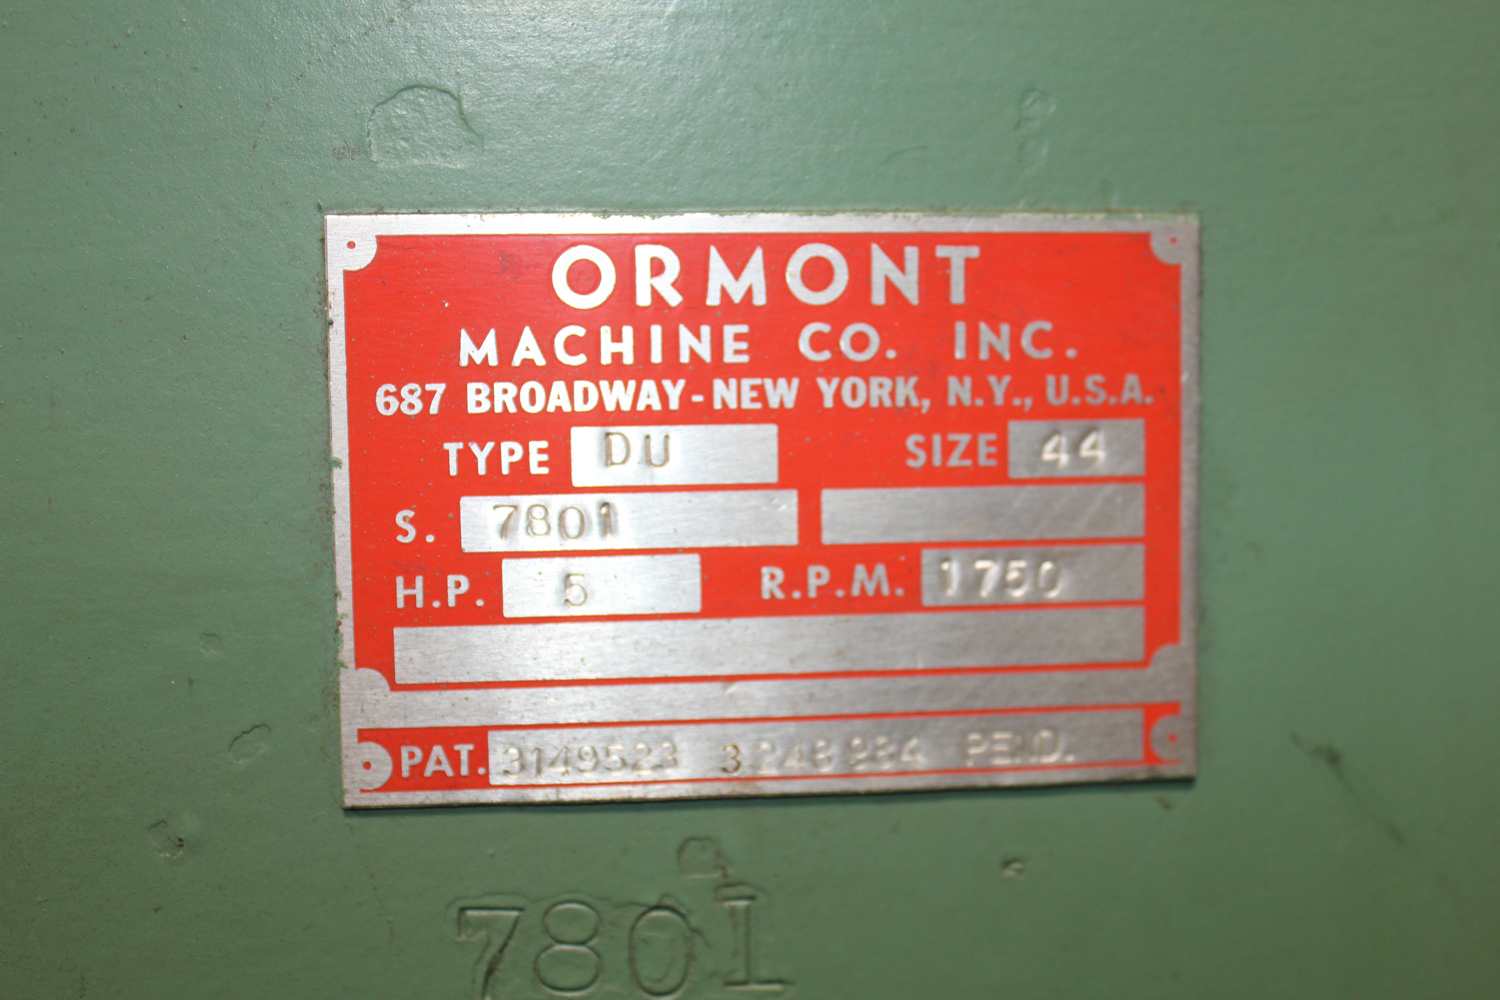 ORMONT
MACHINE CO. INC.
687 BROADWAY-NEW YORK, N.Y., U.S.A.
TYPE DU SIZE 44
S. 7801
H.P. 5 R.P.M. 1750
PAT. 3149523 3246984 PEND.
7801